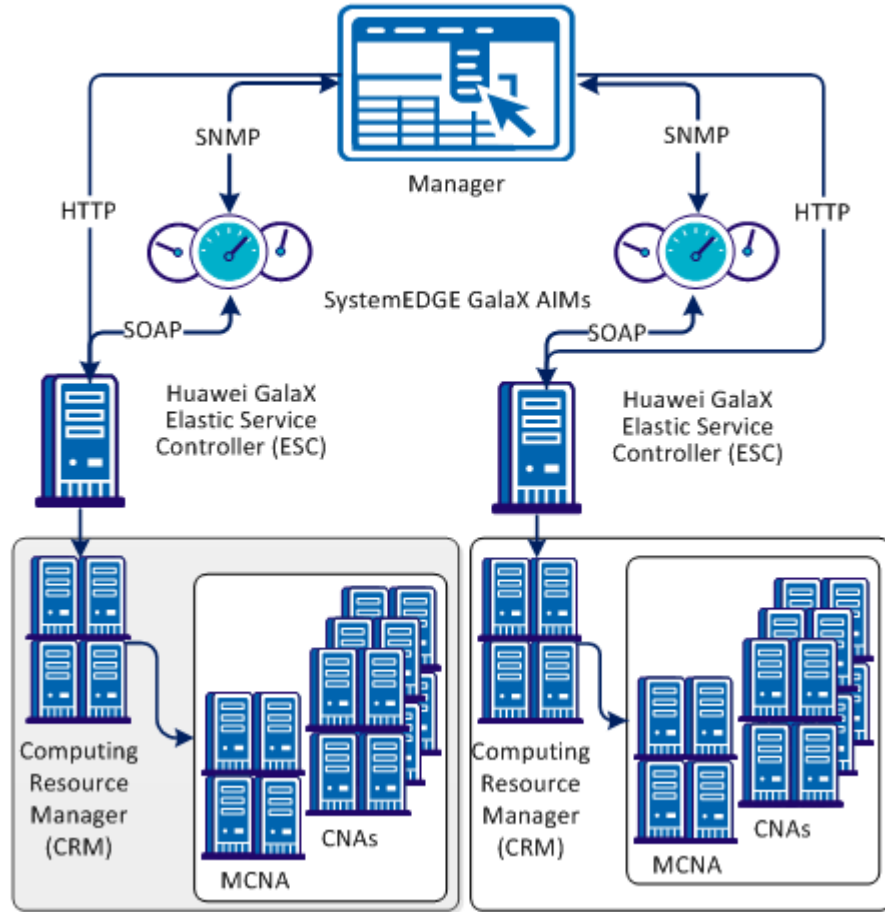 SNMP
SNMP
Manager
HTTP
HTTP
SystemEDGE GalaX AIMs
SOAP
SOAP
Huawei GalaX
Elastic Service
Controller (ESC)
Huawei GalaX
Elastic Service
Controller (ESC)
Computing
Resource
Manager
(CRM)
CNAs
MCNA
Computing
Resource
Manager
(CRM)
CNAs
MCNA